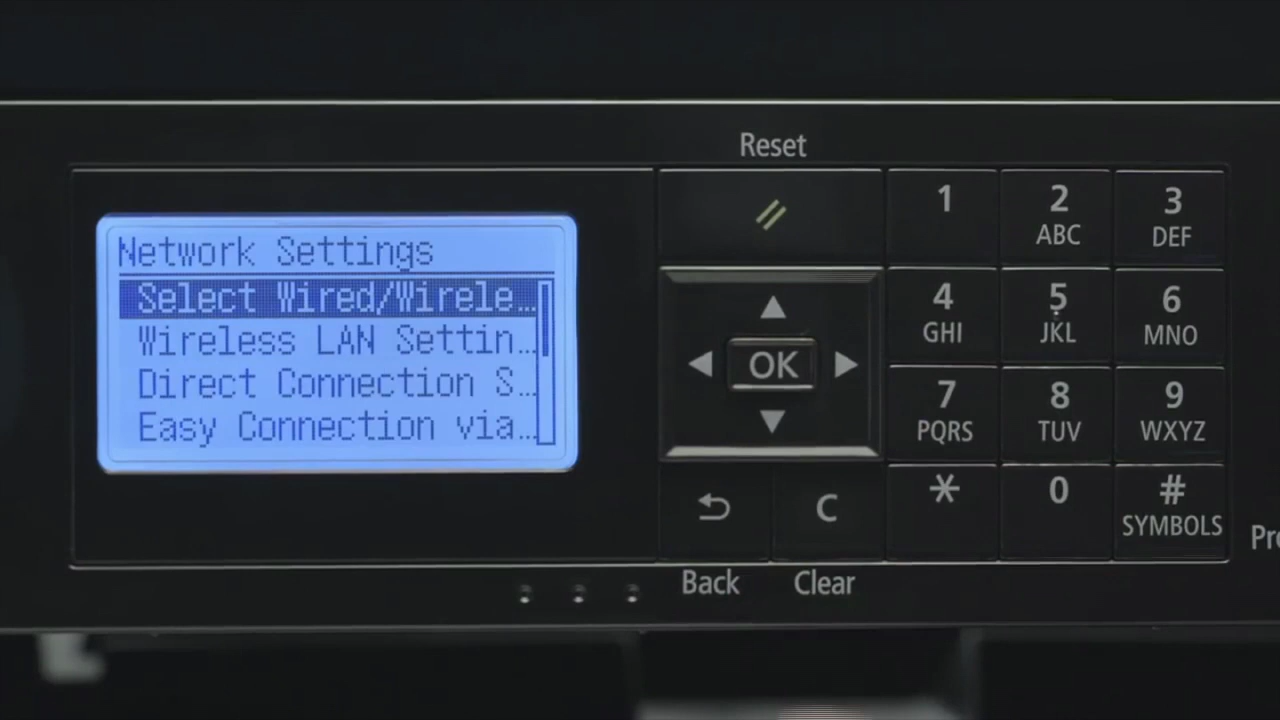 Reset
Network Settings
Select Wired/Wirele…
Wireless LAN Settin…
Direct Connection S…
Easy Connection via…
OK
C
Back
Clear
1
2
ABC
3
DEF
4
GHI
5
JKL
6
MNO
7
PQRS
8
TUV
9
WXYZ
*
0
#
SYMBOLS